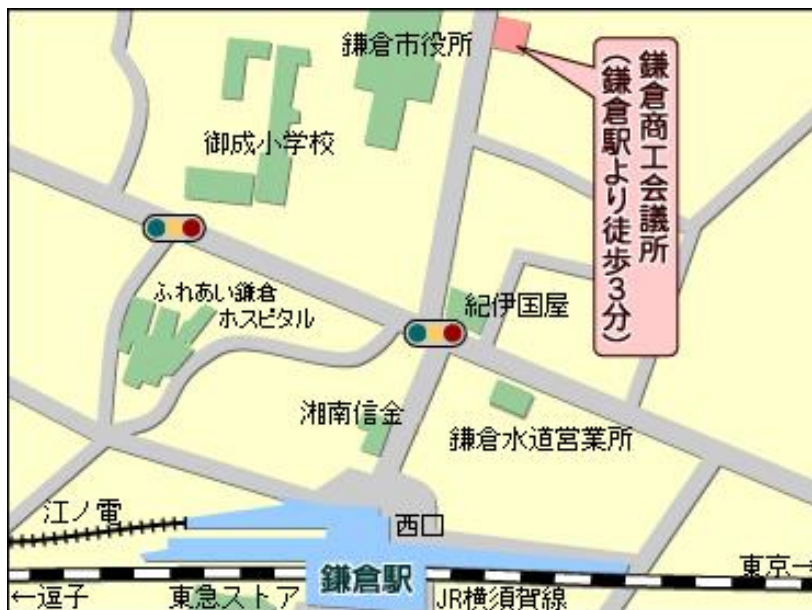 鎌倉市役所
鎌倉商工会議所
(鎌倉駅より徒歩3分)
御成小学校
ふれあい鎌倉
ホスピタル
紀伊国屋
湘南信金
鎌倉水道営業所
江ノ電
西口
東京→
鎌倉駅
←逗子
東急ストア
JR横須賀線